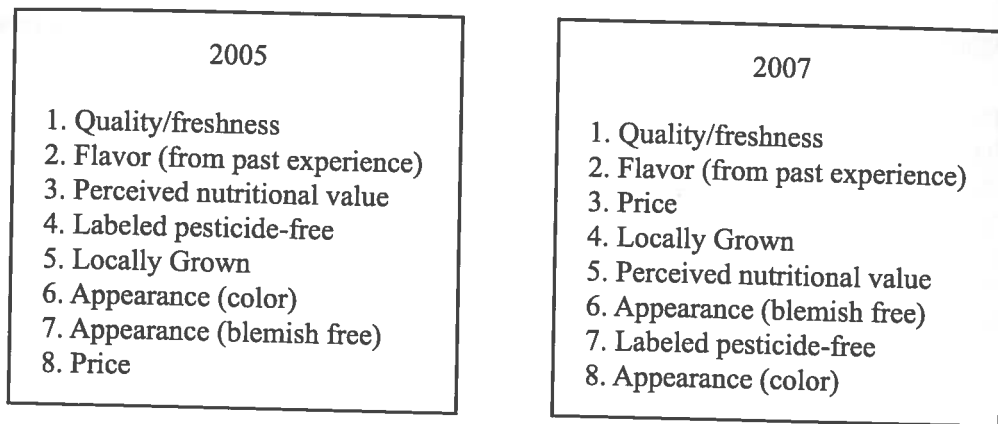 2005
1. Quality/freshness
2. Flavor (from past experience)
3. Perceived nutritional value
4. Labeled pesticide-free
5. Locally Grown
6. Appearance (color)
7. Appearance (blemish free)
8. Price
2007
1. Quality/freshness
2. Flavor (from past experience)
3. Price
4. Locally Grown
5. Perceived nutritional value
6. Appearance (blemish free)
7. Labeled pesticide-free
8. Appearance (color)